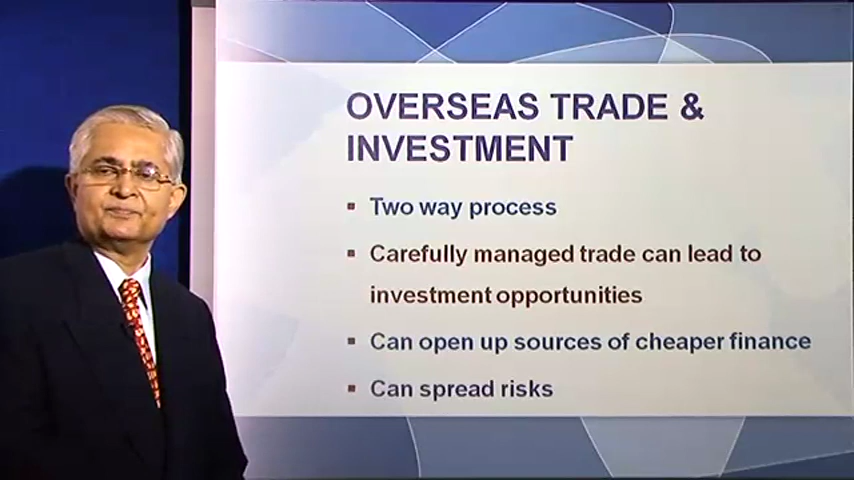 OVERSEAS TRADE &
INVESTMENT
▪ Two way process
▪ Carefully managed trade can lead to
investment opportunities
▪ Can open up sources of cheaper finance
▪ Can spread risks